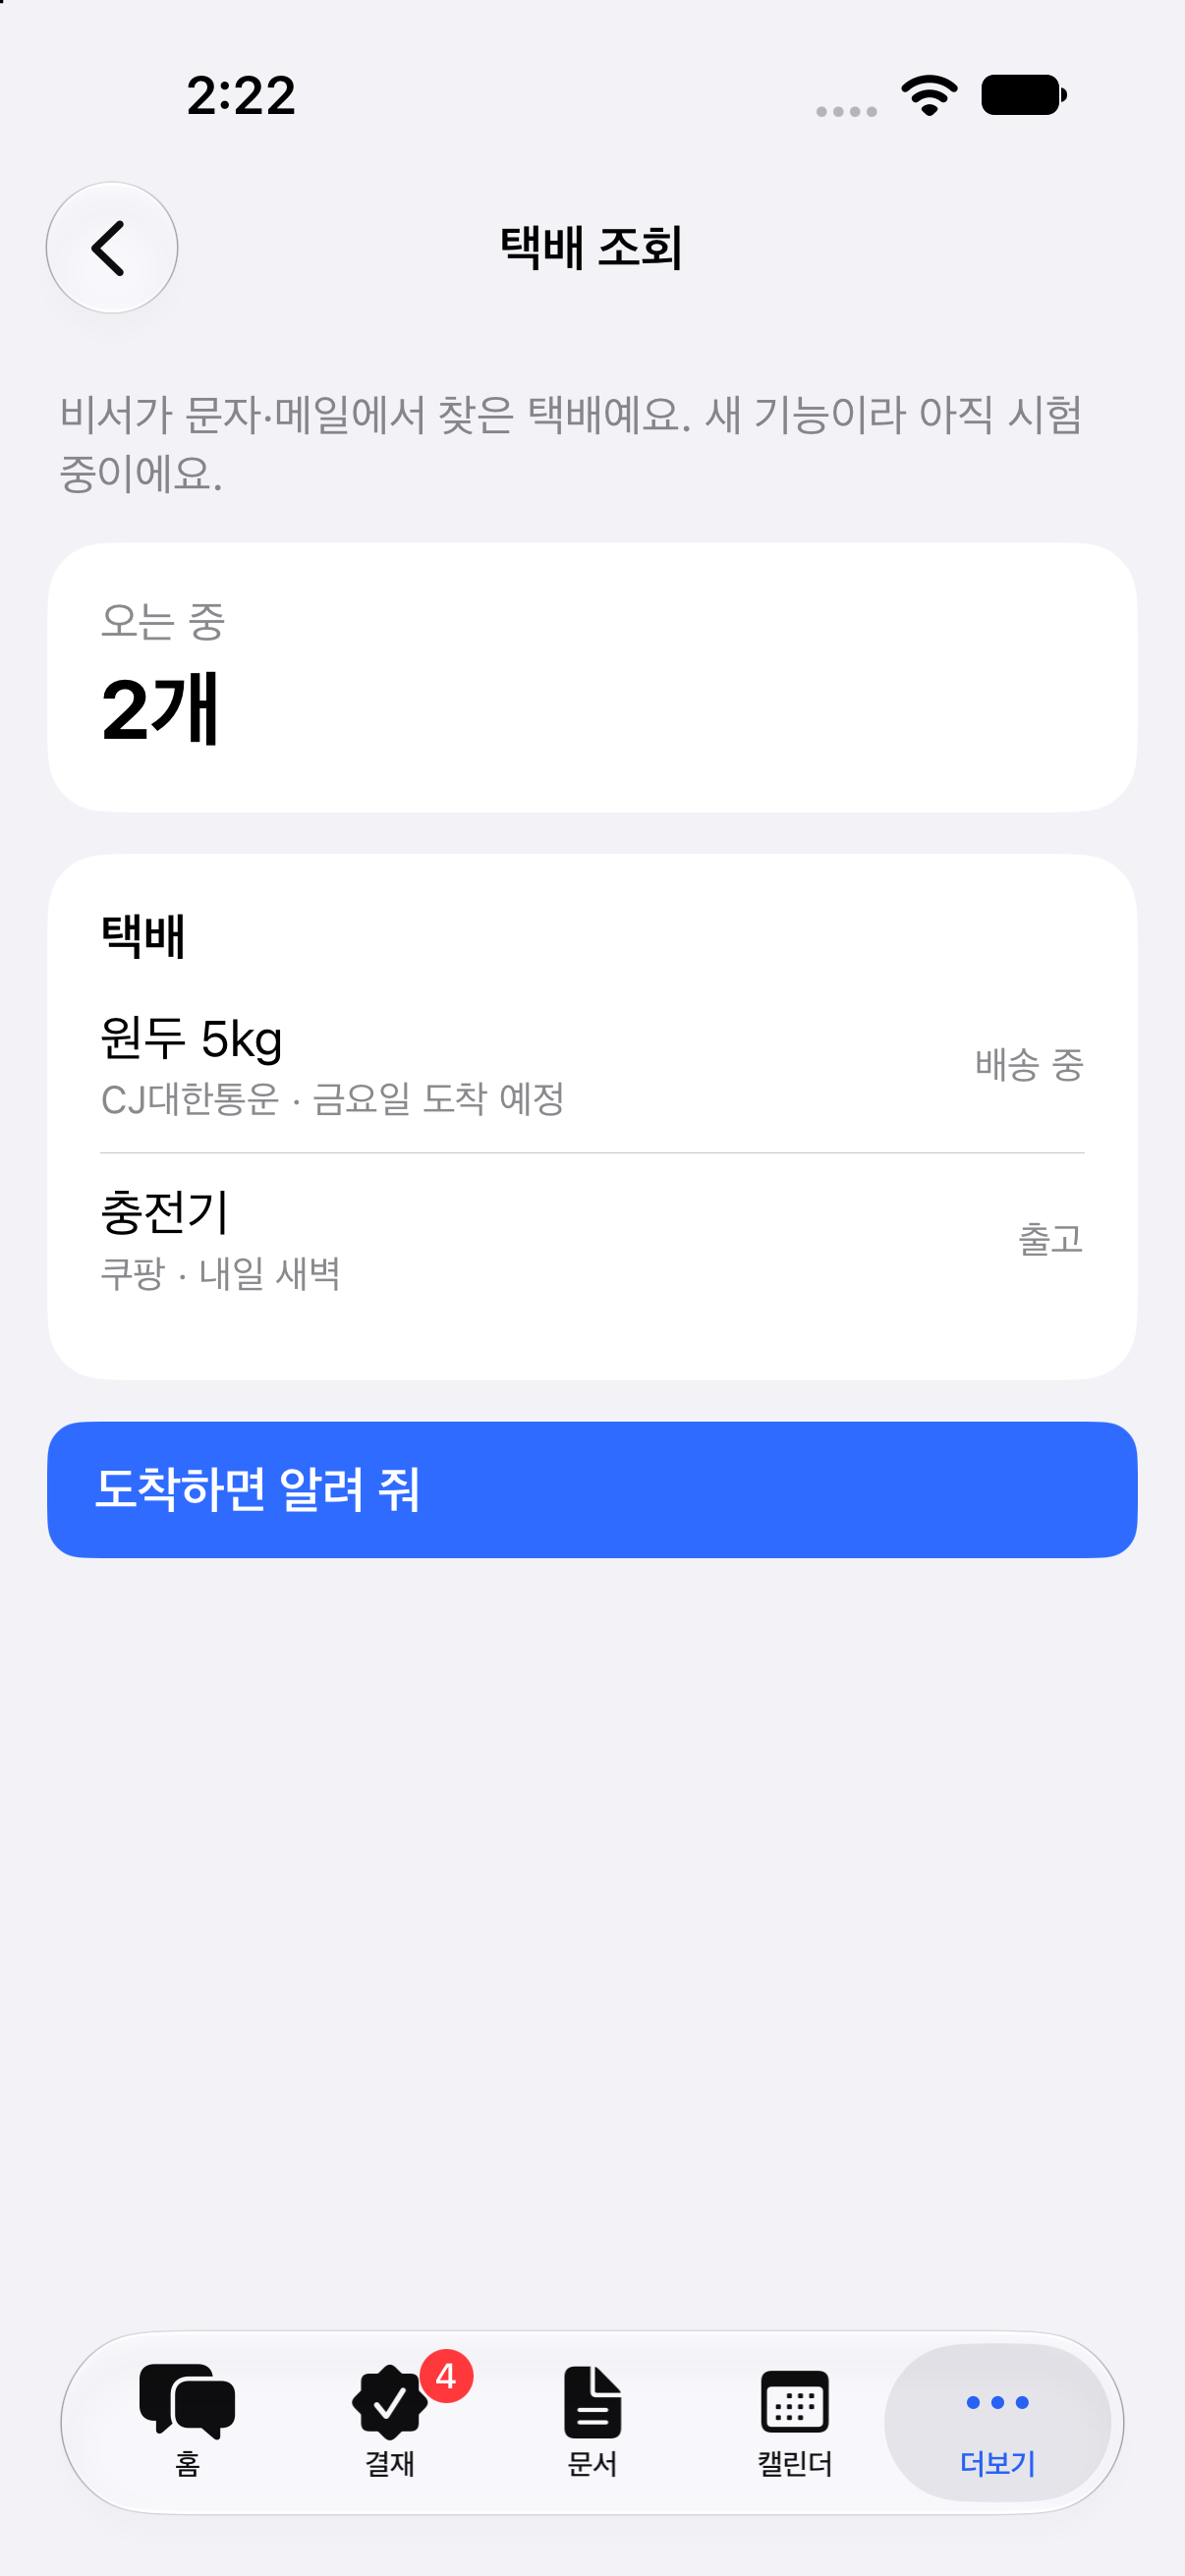 2:22
택배 조회
비서가 문자·메일에서 찾은 택배예요. 새 기능이라 아직 시험
중이에요.
오는 중
2개
택배
원두 5kg
CJ대한통운 · 금요일 도착 예정
배송 중
충전기
쿠팡 · 내일 새벽
출고
도착하면 알려 줘
4
홈
결재
문서
캘린더
더보기